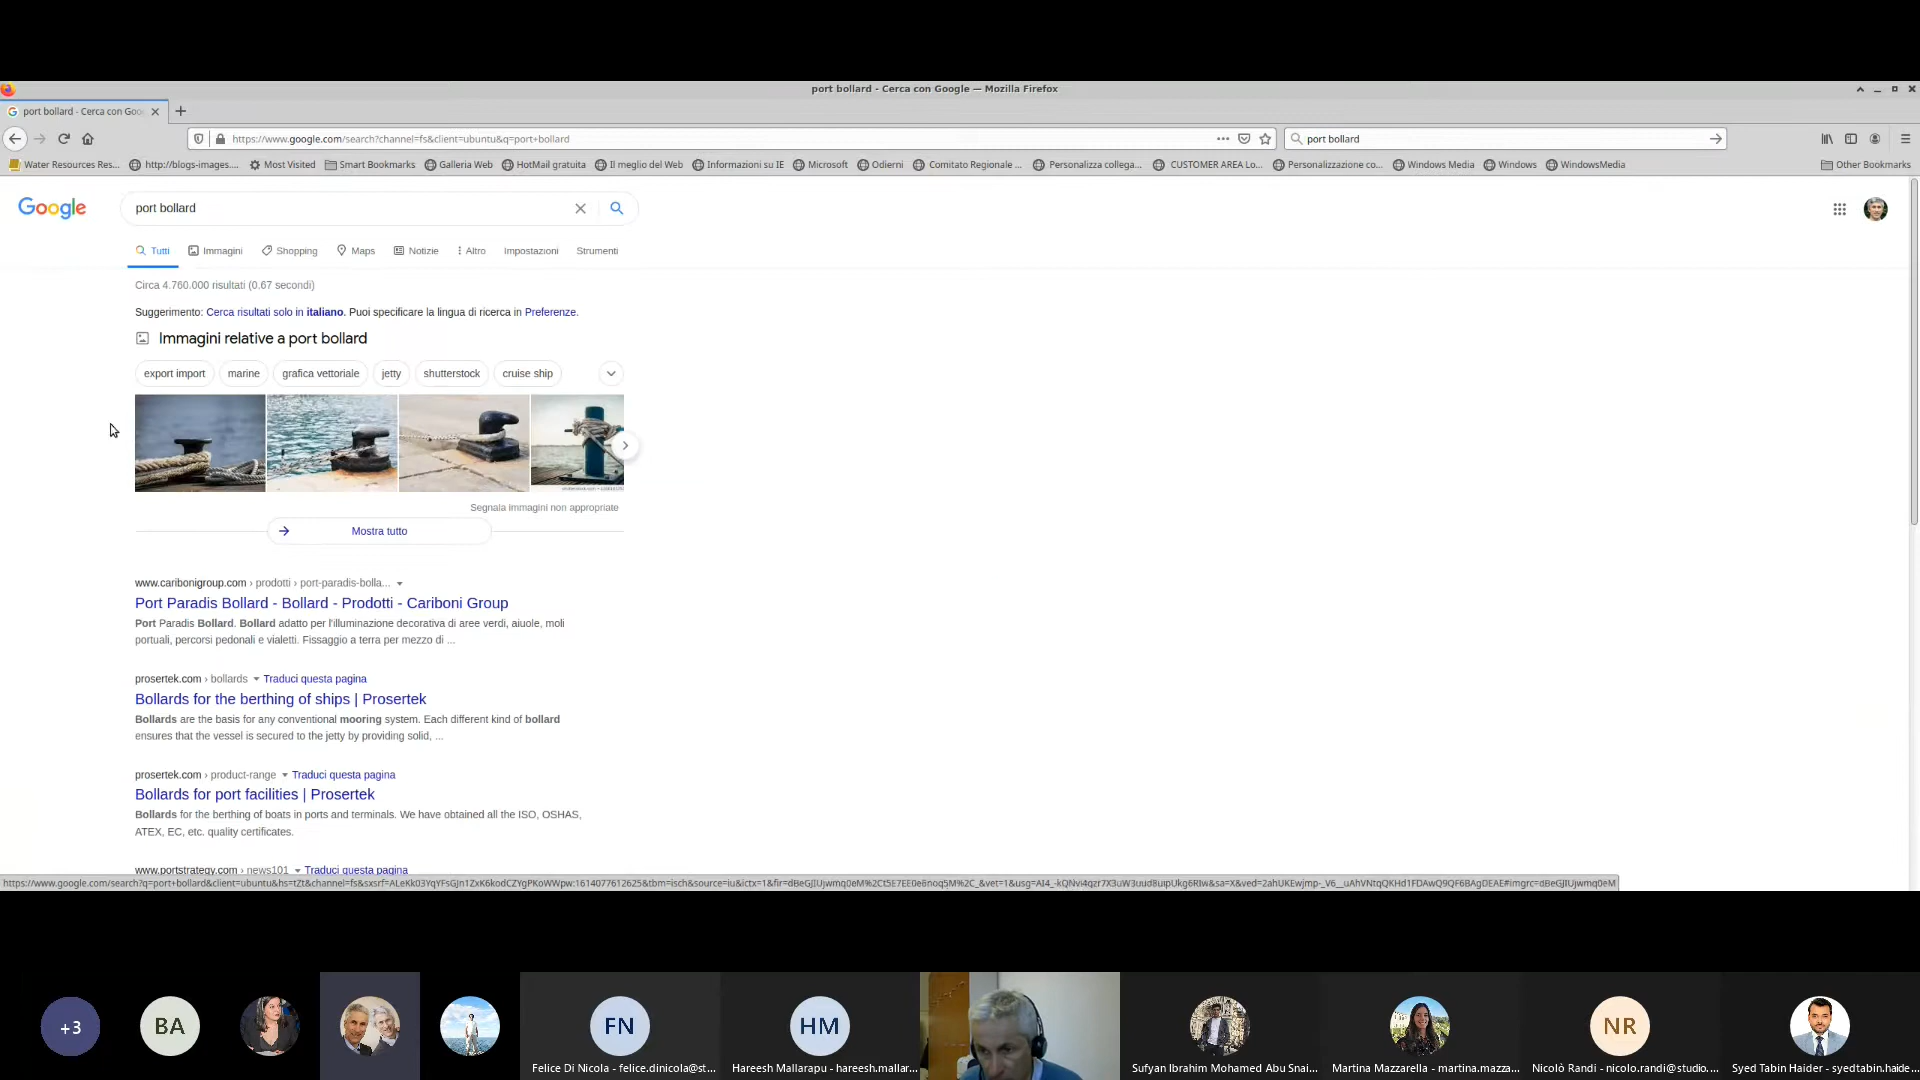 port bollard - Cerca con Google — Mozilla Firefox
port bollard - Cerca con Goo
https://www.google.com/search?channel=fs&client=ubuntu&q=port+bollard
port bollard
Water Resources Res... http://blogs-images.... Most Visited Smart Bookmarks Galleria Web HotMail gratuita Il meglio del Web Informazioni su IE Microsoft Odierni Comitato Regionale ... Personalizza collega... CUSTOMER AREA Lo... Personalizzazione co... Windows Media Windows WindowsMedia Other Bookmarks
Google port bollard
Tutti Immagini Shopping Maps Notizie Altro Impostazioni Strumenti
Circa 4.760.000 risultati (0.67 secondi)
Suggerimento: Cerca risultati solo in italiano. Puoi specificare la lingua di ricerca in Preferenze.
Immagini relative a port bollard
export import marine grafica vettoriale jetty shutterstock cruise ship
Segnala immagini non appropriate
Mostra tutto
www.cariboni​group.com › prodotti › port-paradis-bolla...
Port Paradis Bollard - Bollard - Prodotti - Cariboni Group
Port Paradis Bollard. Bollard adatto per l'illuminazione decorativa di aree verdi, aiuole, moli
portuali, percorsi pedonali e vialetti. Fissaggio a terra per mezzo di ...
prosertek.com › bollards Traduci questa pagina
Bollards for the berthing of ships | Prosertek
Bollards are the basis for any conventional mooring system. Each different kind of bollard
ensures that the vessel is secured to the jetty by providing solid, ...
prosertek.com › product-range Traduci questa pagina
Bollards for port facilities | Prosertek
Bollards for the berthing of boats in ports and terminals. We have obtained all the ISO, OSHAS,
ATEX, EC, etc. quality certificates.
www.portstrategy.com › news101 Traduci questa pagina
+3 BA FN HM NR
Felice Di Nicola - felice.dinicola@st... Hareesh Mallarapu - hareesh.mallar... Sufyan Ibrahim Mohamed Abu Snai... Martina Mazzarella - martina.mazza... Nicolò Randi - nicolo.randi@studio.... Syed Tabin Haider - syedtabin.haide...